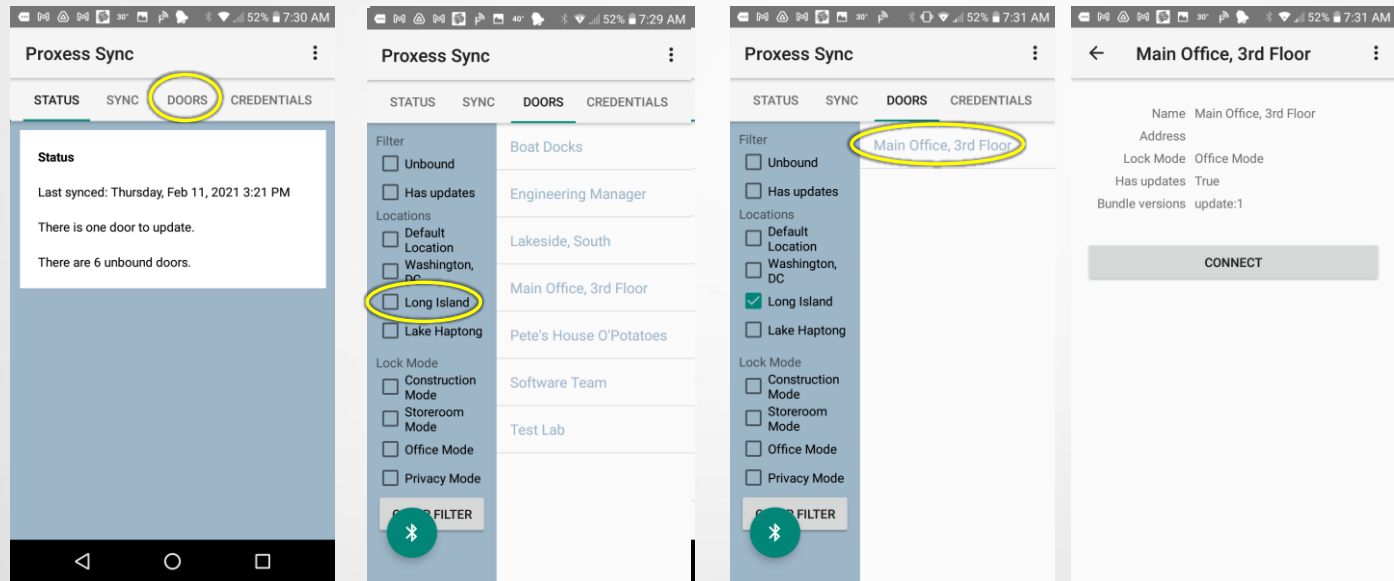 30°
52%
7:30 AM
Proxess Sync
STATUS SYNC DOORS CREDENTIALS
Status
Last synced: Thursday, Feb 11, 2021 3:21 PM
There is one door to update.
There are 6 unbound doors.
40°
52%
7:29 AM
Proxess Sync
STATUS SYNC DOORS CREDENTIALS
Filter
Unbound
Has updates
Locations
Default
Location
Washington,
DC
Long Island
Lake Haptong
Lock Mode
Construction
Mode
Storeroom
Mode
Office Mode
Privacy Mode
FILTER
Boat Docks
Engineering Manager
Lakeside, South
Main Office, 3rd Floor
Pete's House O'Potatoes
Software Team
Test Lab
30°
52%
7:31 AM
Proxess Sync
STATUS SYNC DOORS CREDENTIALS
Filter
Unbound
Has updates
Locations
Default
Location
Washington,
DC
Long Island
Lake Haptong
Lock Mode
Construction
Mode
Storeroom
Mode
Office Mode
Privacy Mode
FILTER
Main Office, 3rd Floor
30°
52%
7:31 AM
Main Office, 3rd Floor
Name Main Office, 3rd Floor
Address
Lock Mode Office Mode
Has updates True
Bundle versions update:1
CONNECT